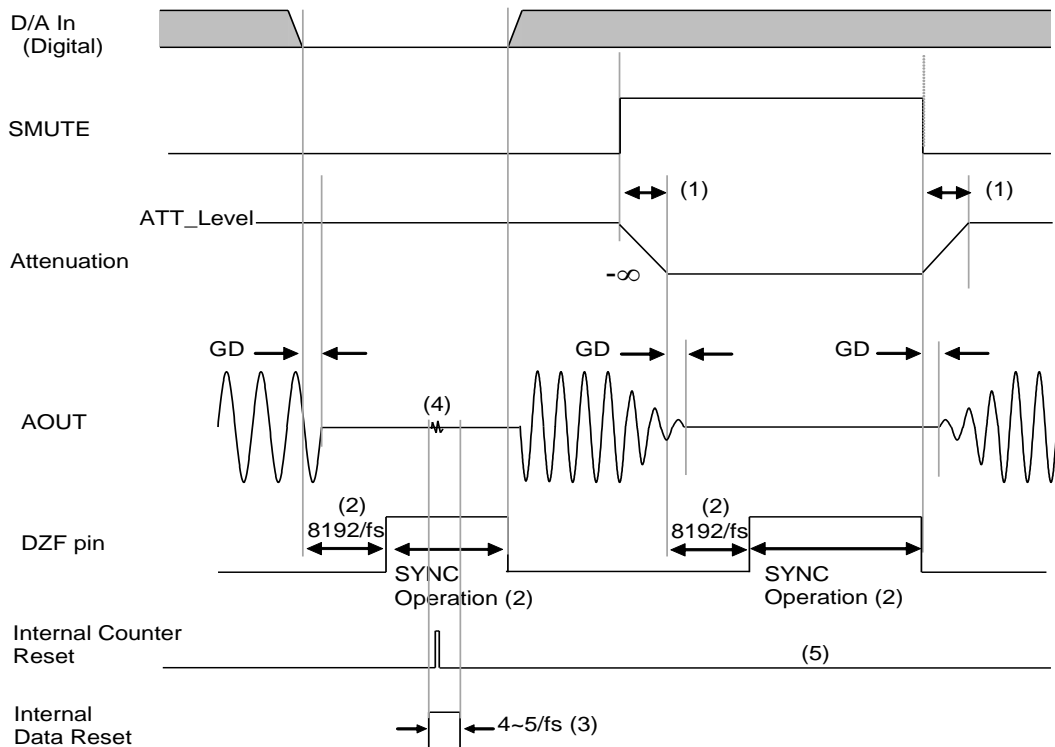 D/A In
(Digital)
SMUTE
(1)
(1)
ATT_Level
Attenuation
-∞
GD
GD
GD
(4)
AOUT
(2)
8192/fs
(2)
8192/fs
DZF pin
SYNC
Operation (2)
SYNC
Operation (2)
Internal Counter
Reset
(5)
Internal
Data Reset
4~5/fs (3)